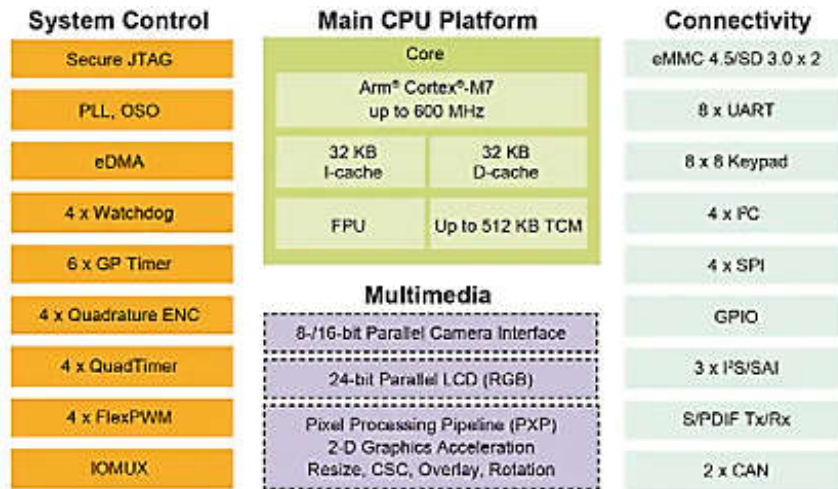 System Control
Secure JTAG
PLL, OSO
eDMA
4 x Watchdog
6 x GP Timer
4 x Quadrature ENC
4 x QuadTimer
4 x FlexPWM
IOMUX
Main CPU Platform
Core
Arm® Cortex®-M7
up to 600 MHz
32 KB
I-cache
32 KB
D-cache
FPU
Up to 512 KB TCM
Multimedia
8-/16-bit Parallel Camera Interface
24-bit Parallel LCD (RGB)
Pixel Processing Pipeline (PXP)
2-D Graphics Acceleration
Resize, CSC, Overlay, Rotation
Connectivity
eMMC 4.5/SD 3.0 x 2
8 x UART
8 x 8 Keypad
4 x I²C
4 x SPI
GPIO
3 x I²S/SAI
S/PDIF Tx/Rx
2 x CAN